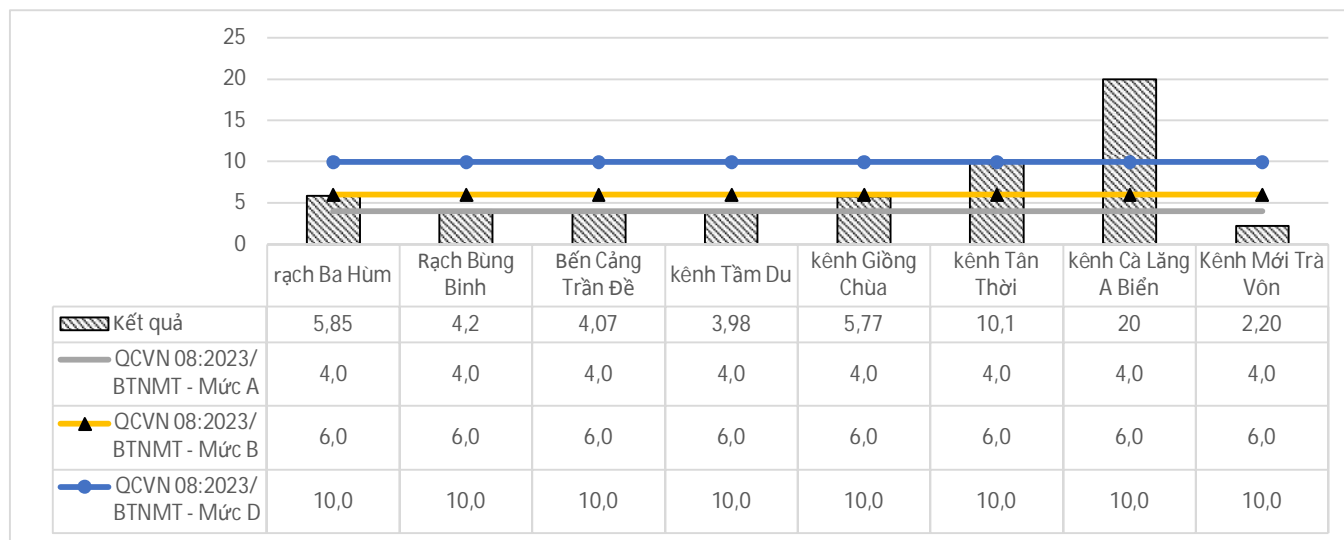 25
20
15
10
5
0
rạch Ba Hùm
Rạch Bùng
Binh
Bến Cảng
Trần Đề
kênh Tầm Du
kênh Giồng
Chùa
kênh Tân
Thời
kênh Cà Lăng
A Biển
Kênh Mới Trà
Vôn
Kết quả 5,85 4,2 4,07 3,98 5,77 10,1 20 2,20
QCVN 08:2023/
BTNMT - Mức A
4,0 4,0 4,0 4,0 4,0 4,0 4,0 4,0
QCVN 08:2023/
BTNMT - Mức B
6,0 6,0 6,0 6,0 6,0 6,0 6,0 6,0
QCVN 08:2023/
BTNMT - Mức D
10,0 10,0 10,0 10,0 10,0 10,0 10,0 10,0